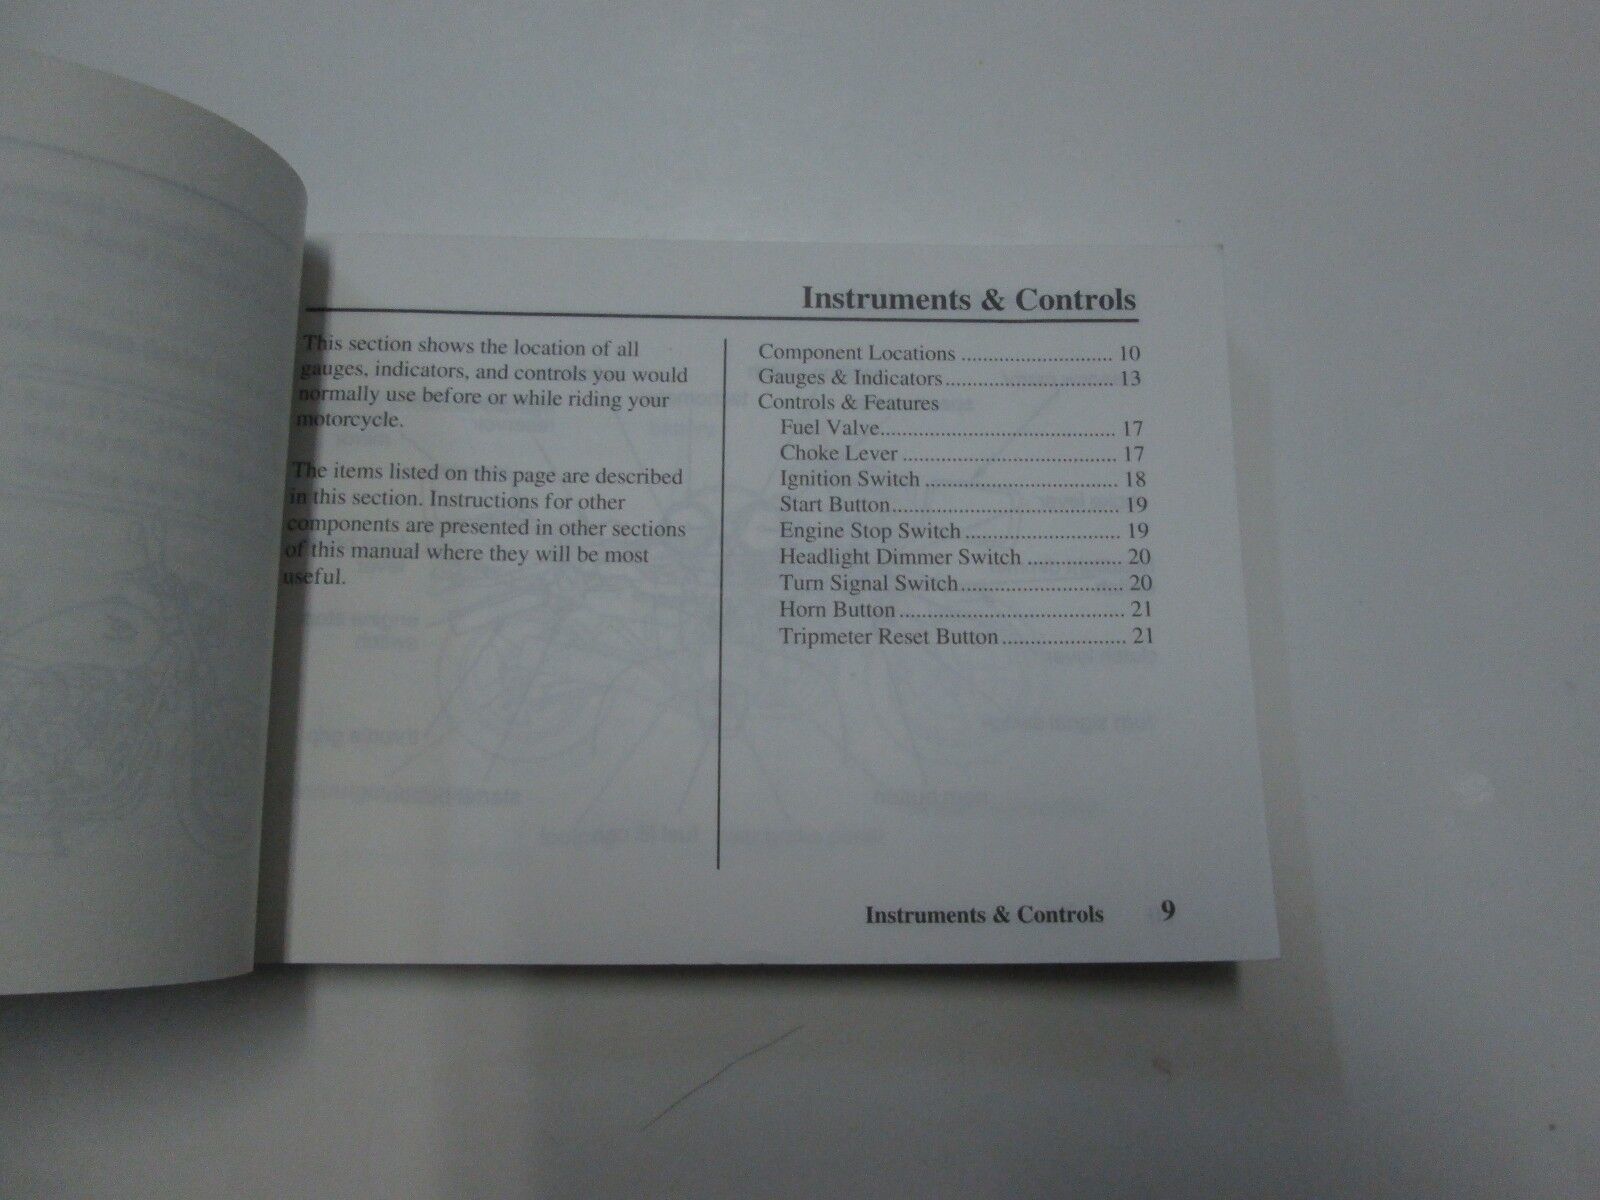 Instruments & Controls
This section shows the location of all
gauges, indicators, and controls you would
normally use before or while riding your
motorcycle.
The items listed on this page are described
in this section. Instructions for other
components are presented in other sections
of this manual where they will be most
useful.
Component Locations ............................ 10
Gauges & Indicators ............................... 13
Controls & Features
Fuel Valve ........................................... 17
Choke Lever ....................................... 17
Ignition Switch ................................... 18
Start Button ......................................... 19
Engine Stop Switch ............................ 19
Headlight Dimmer Switch ................. 20
Turn Signal Switch ............................. 20
Horn Button ........................................ 21
Tripmeter Reset Button ...................... 21
Instruments & Controls 9